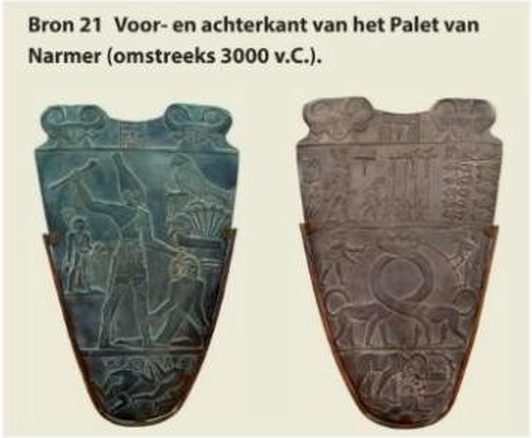 Bron 21 Voor- en achterkant van het Palet van
Narmer (omstreeks 3000 v.C.).